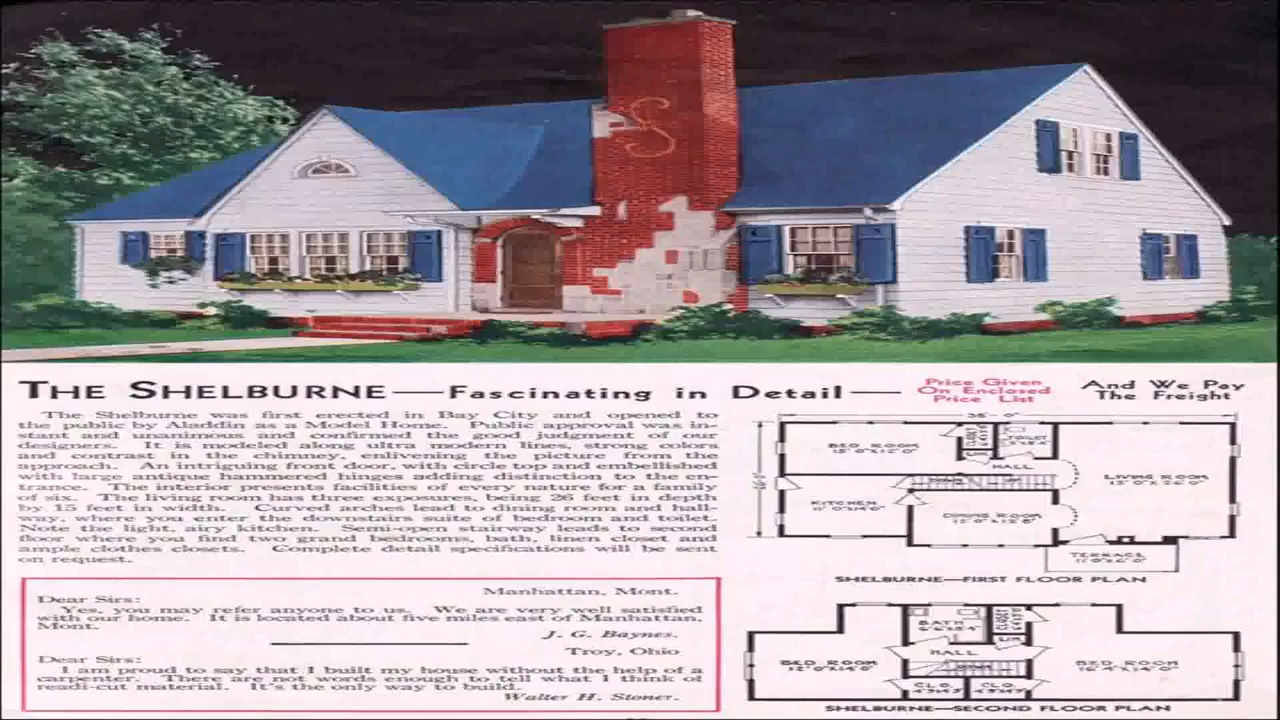 THE SHELBURNE—Fascinating in Detail—
Price Given
On Enclosed
Price List
And We Pay
The Freight
The Shelburne was first erected in Bay City and opened to
the public by Aladdin as a Model Home. Public approval was in-
stant and unanimous and confirmed the good judgment of our
designers. It is modeled along ultra modern lines, strong colors
and contrast in the chimney, enlivening the picture from the
approach. An intriguing front door, with circle top and embellished
with large antique hammered hinges adding distinction to the en-
trance. The interior presents facilities of every nature for a family
of six. The living room has three exposures, being 26 feet in depth
by 15 feet in width. Curved arches lead to dining room and hall-
way, where you enter the downstairs suite of bedroom and toilet.
Note the light, airy kitchen. Semi-open stairway leads to second
floor where you find two grand bedrooms, bath, linen closet and
ample clothes closets. Complete detail specifications will be sent
on request.
Manhattan, Mont.
Dear Sirs:
Yes, you may refer anyone to us. We are very well satisfied
with our home. It is located about five miles east of Manhattan,
Mont.
J. G. Baynes.
Troy, Ohio
Dear Sirs:
I am proud to say that I built my house without the help of a
carpenter. There are not words enough to tell what I think of
readi-cut material. It's the only way to build.
Walter H. Stoner.
BED ROOM
TOILET
HALL
LIVING ROOM
15'0"X26'0"
KITCHEN
DINING ROOM
TERRACE
SHELBURNE—FIRST FLOOR PLAN
BATH
CLOSET
LIN.
HALL
BED ROOM
12'0"X14'0"
BED ROOM
CLO.
CLO.
SHELBURNE—SECOND FLOOR PLAN